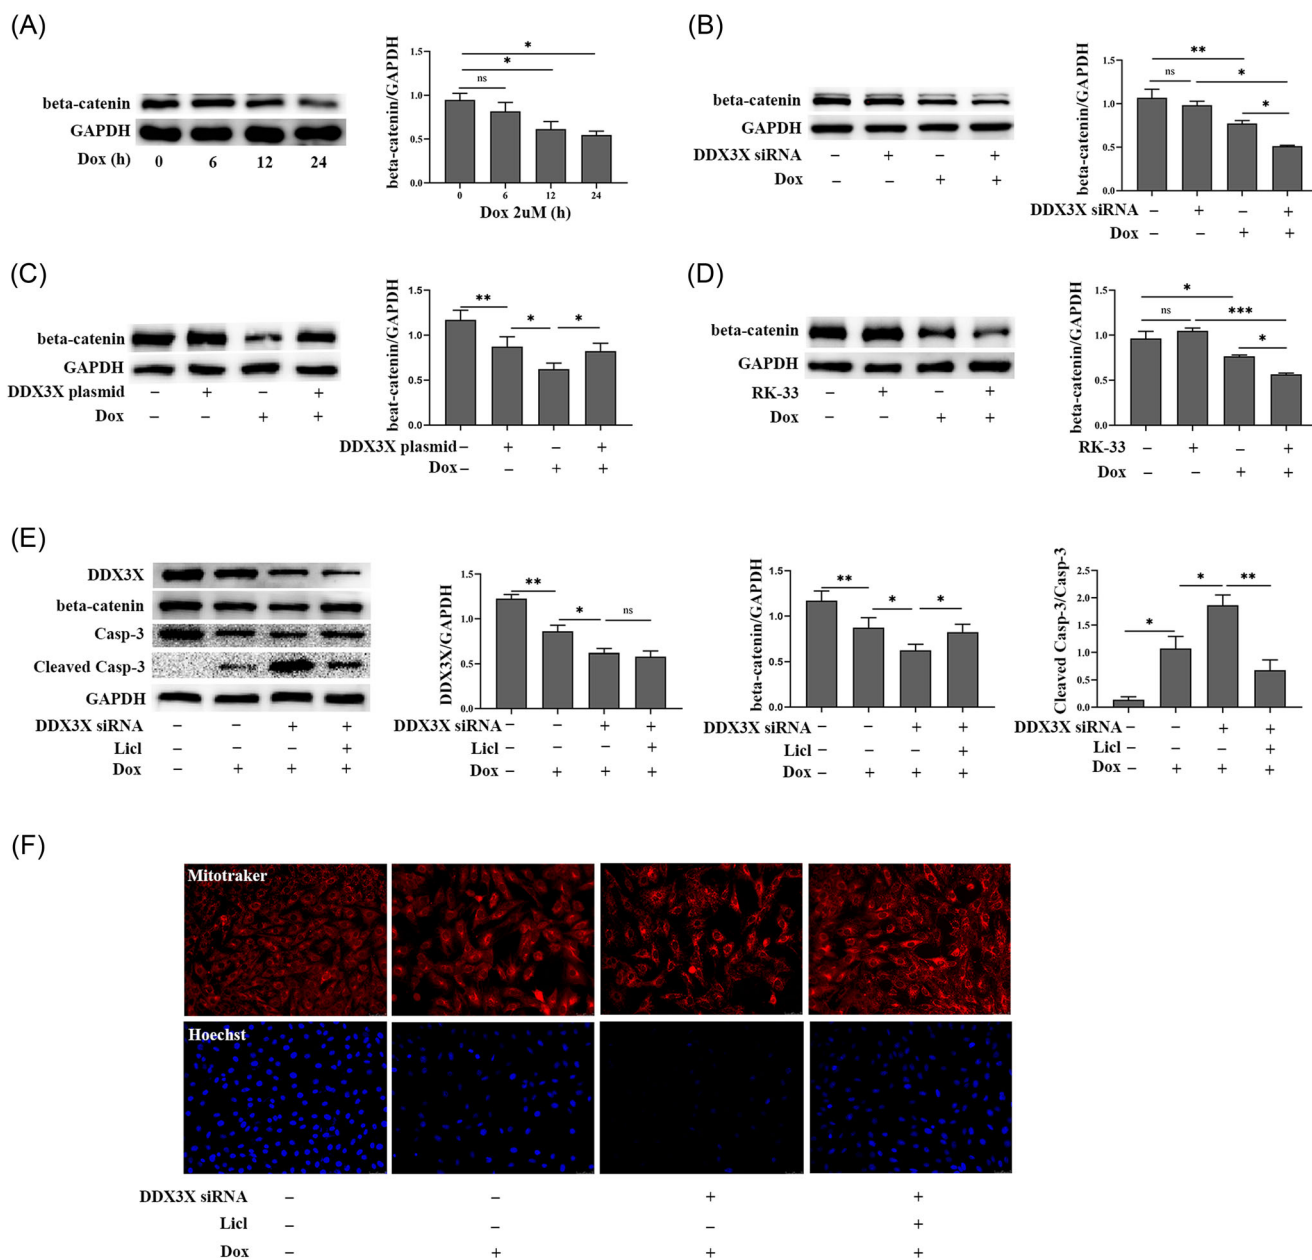 (A)
beta-catenin
GAPDH
Dox (h) 0 6 12 24
beta-catenin/GAPDH
1.5
1.0
0.5
0.0
*
*
ns
0 6 12 24
Dox 2uM (h)
(B)
beta-catenin
GAPDH
DDX3X siRNA – + – +
Dox – – + +
beta-catenin/GAPDH
1.5
1.0
0.5
0.0
**
ns *
*
DDX3X siRNA – + – +
Dox – – + +
(C)
beta-catenin
GAPDH
DDX3X plasmid – + – +
Dox – – + +
beat-catenin/GAPDH
1.5
1.0
0.5
0.0
**
* *
DDX3X plasmid – + – +
Dox – – + +
(D)
beta-catenin
GAPDH
RK-33 – + – +
Dox – – + +
beta-catenin/GAPDH
1.5
1.0
0.5
0.0
*
ns ***
*
RK-33 – + – +
Dox – – + +
(E)
DDX3X
beta-catenin
Casp-3
Cleaved Casp-3
GAPDH
DDX3X siRNA – – + +
Licl – – – +
Dox – + + +
DDX3X/GAPDH
1.5
1.0
0.5
0.0
**
* ns
DDX3X siRNA – – + +
Licl – – – +
Dox – + + +
beta-catenin/GAPDH
1.5
1.0
0.5
0.0
**
* *
DDX3X siRNA – – + +
Licl – – – +
Dox – + + +
Cleaved Casp-3/Casp-3
2.5
2.0
1.5
1.0
0.5
0.0
* **
*
DDX3X siRNA – – + +
Licl – – – +
Dox – + + +
(F)
Mitotraker
Hoechst
DDX3X siRNA – – + +
Licl – – – +
Dox – + + +